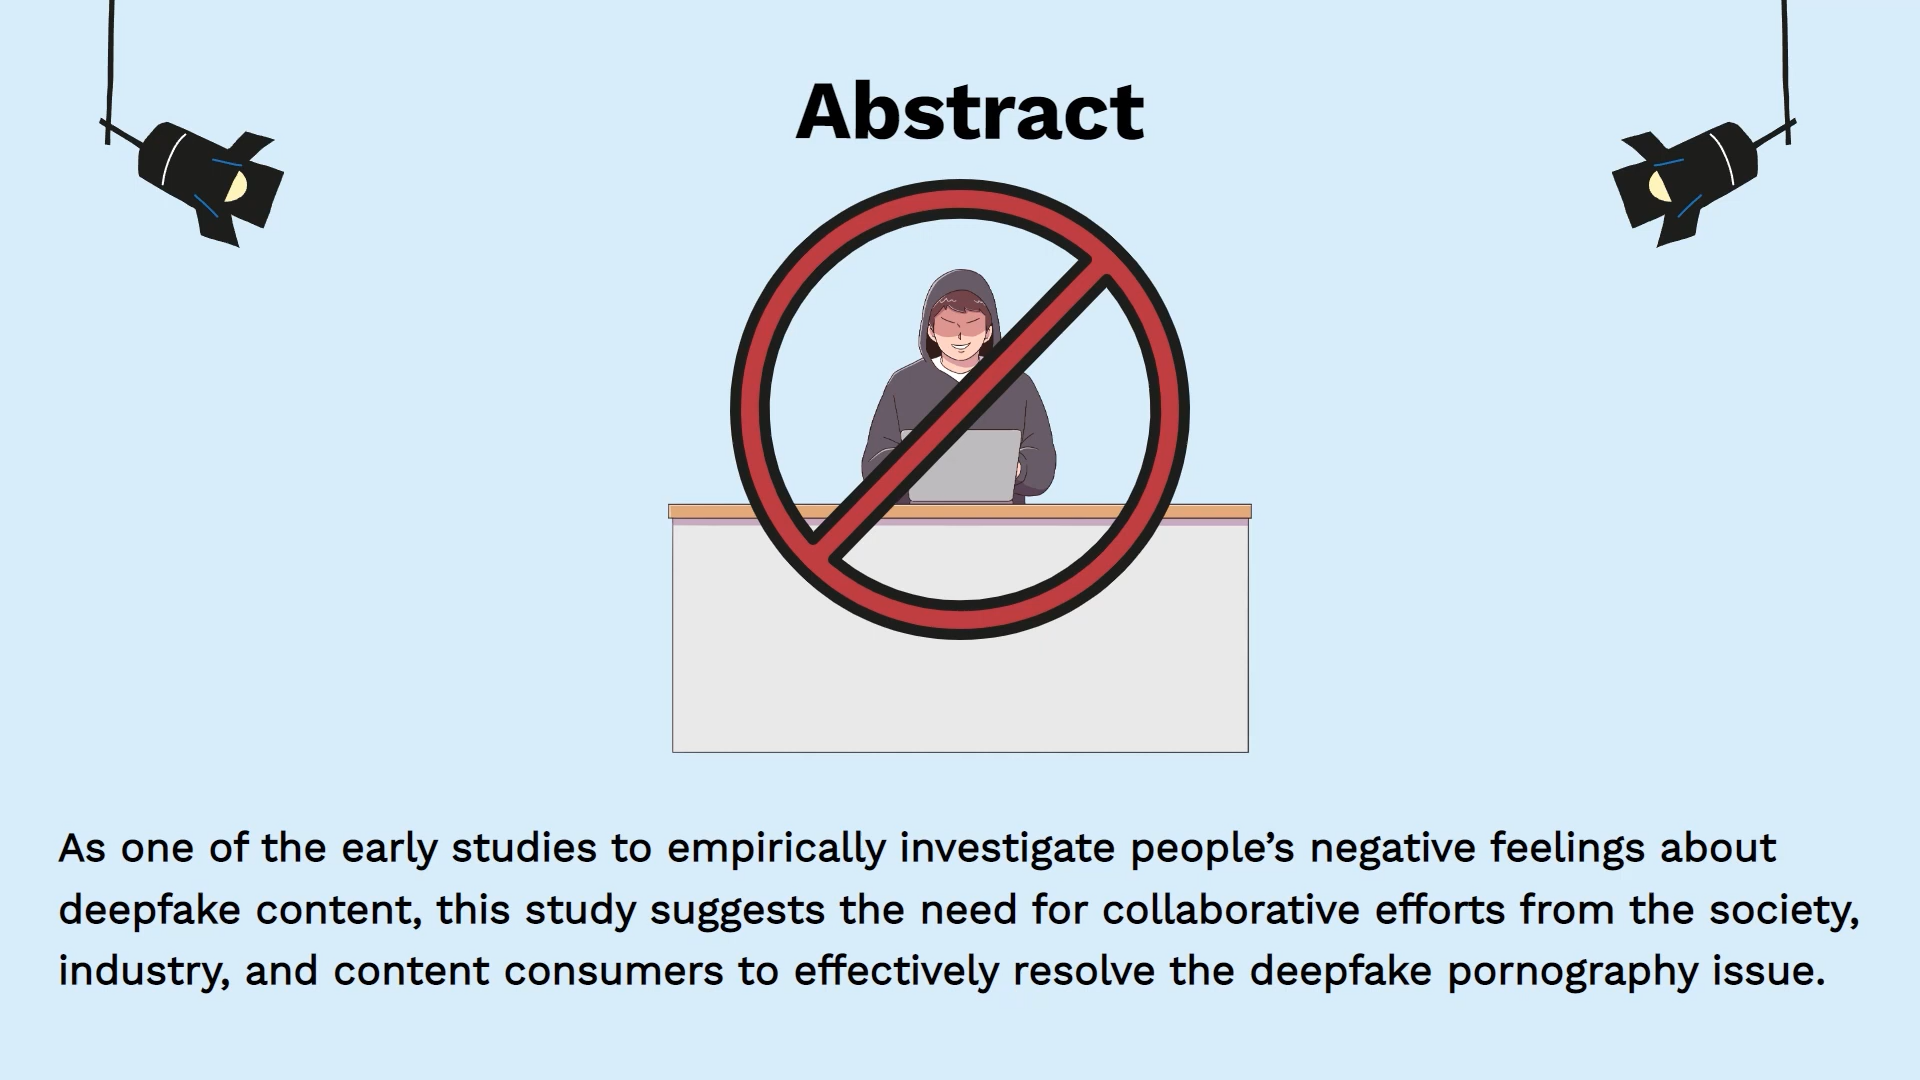 Abstract
As one of the early studies to empirically investigate people’s negative feelings about
deepfake content, this study suggests the need for collaborative efforts from the society,
industry, and content consumers to effectively resolve the deepfake pornography issue.